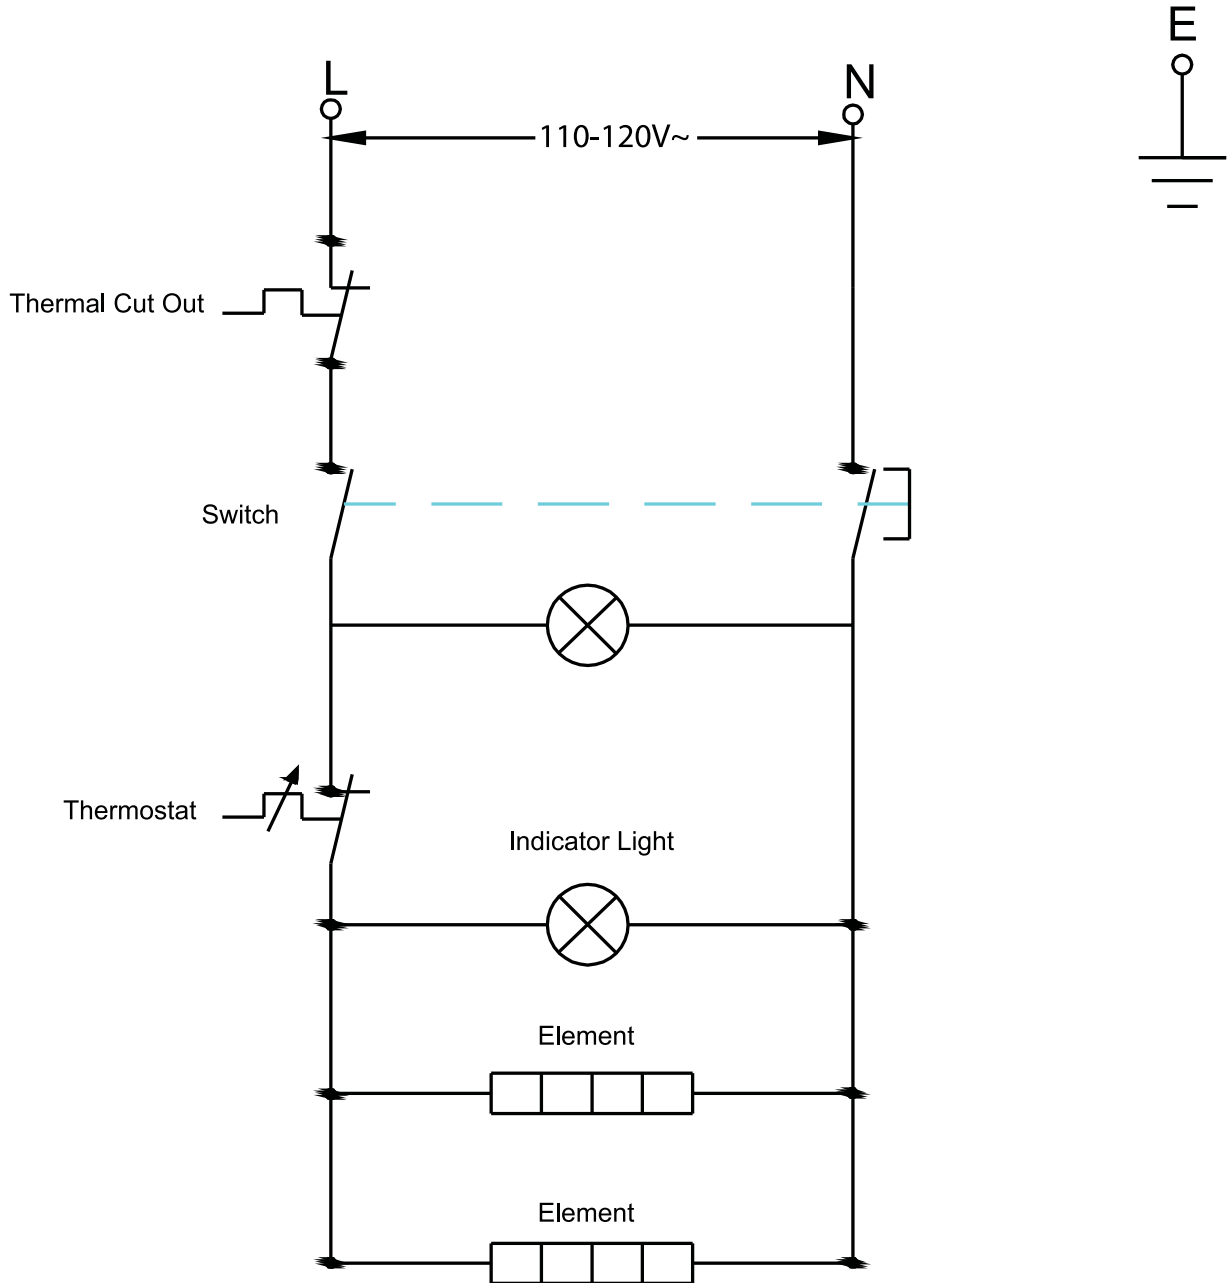 E
L
N
110-120V~
Thermal Cut Out
Switch
Thermostat
Indicator Light
Element
Element